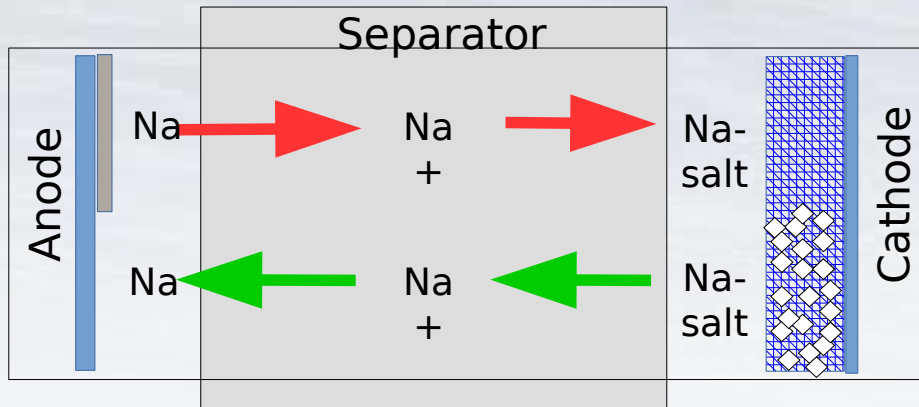 Separator
Anode
Na
Na
+
Na-
salt
Cathode
Na
Na
+
Na-
salt